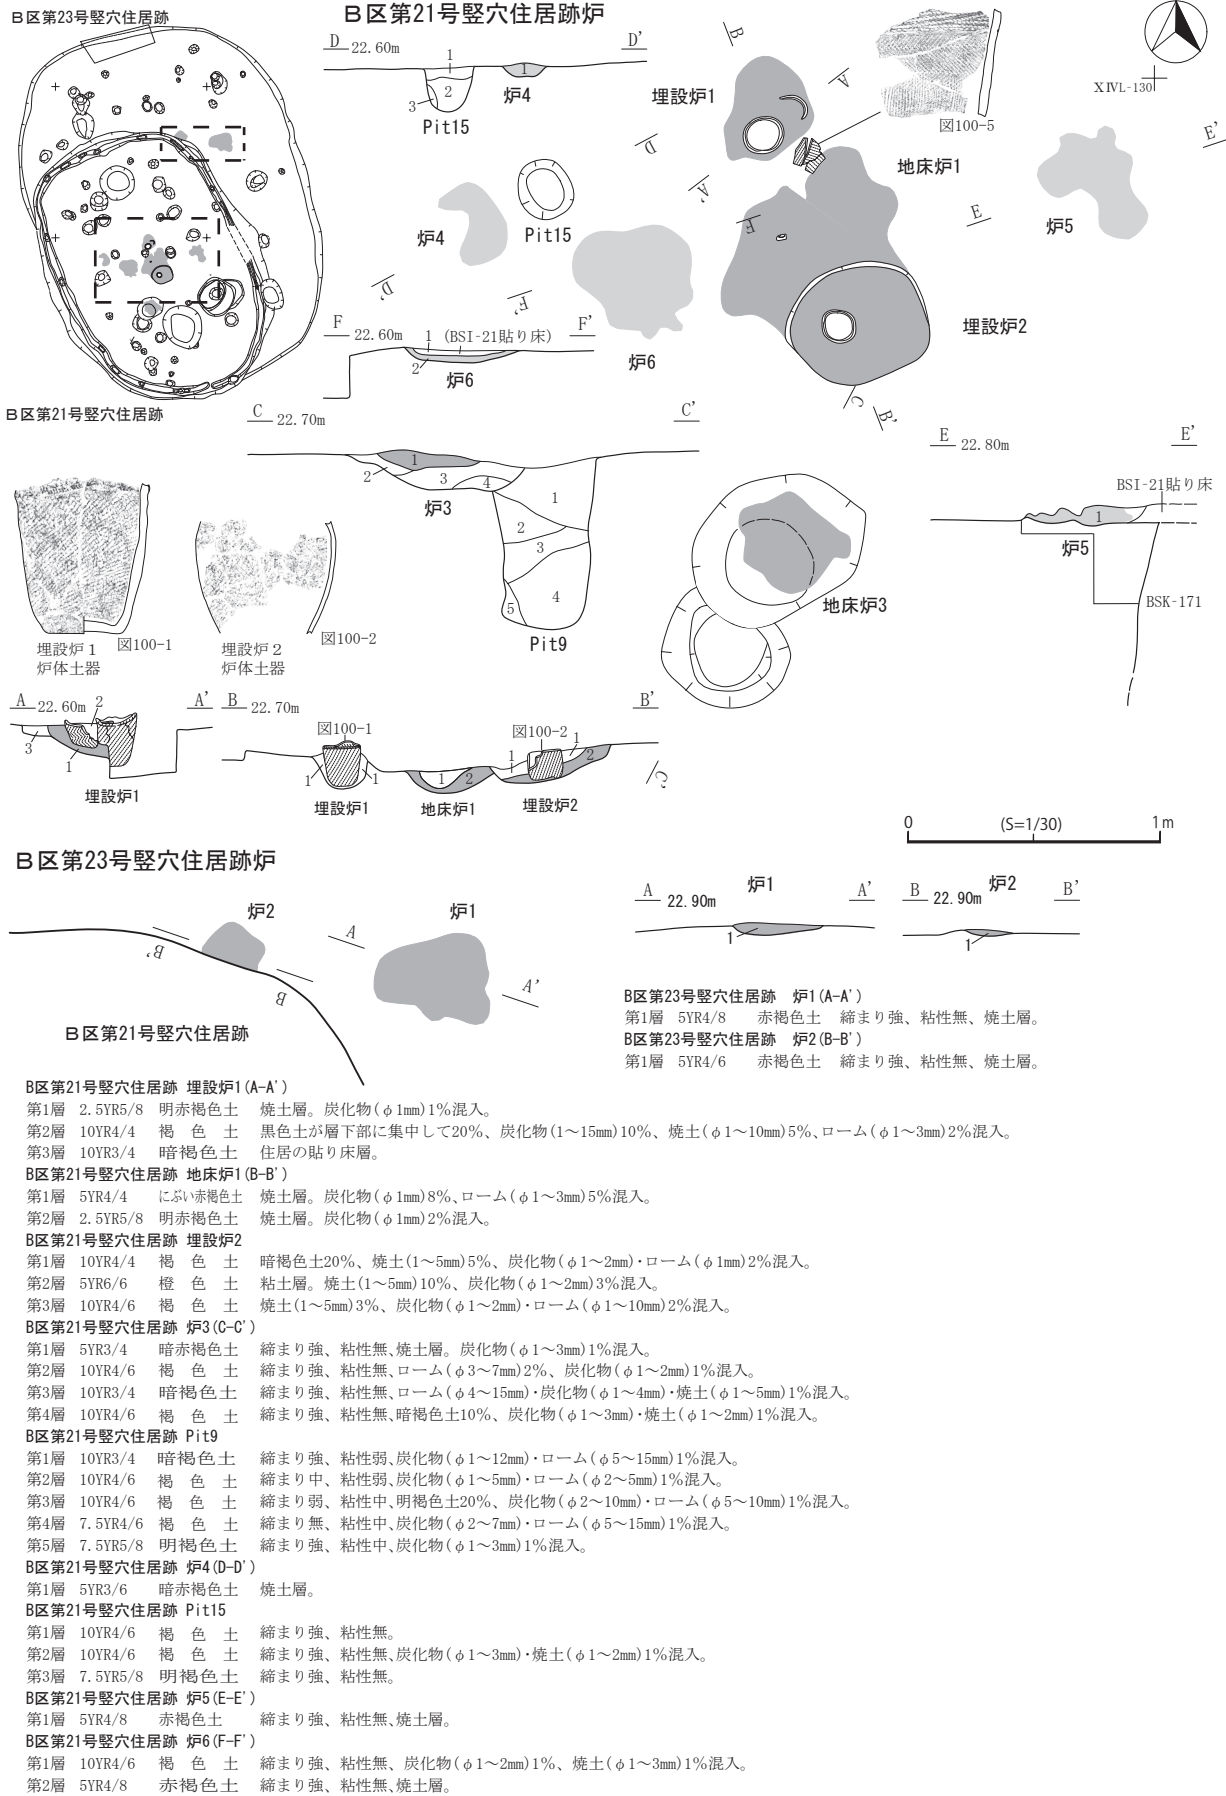 B区第23号竪穴住居跡
B区第21号竪穴住居跡炉
D 22.60m D'
1
2
3
1
炉4
Pit15
炉4
Pit15
D
D'
F'
F 22.60m 1 (BSI-21貼り床) F'
2
炉6
炉6
B
埋設炉1
A
A'
図100-5
地床炉1
F
E
炉5
E'
XIVL-130
埋設炉2
C
B'
B区第21号竪穴住居跡
C 22.70m C'
1
2
3
4
炉3
1
2
3
4
5
Pit9
地床炉3
E 22.80m E'
BSI-21貼り床
1
炉5
BSK-171
埋設炉1
炉体土器
図100-1
埋設炉2
炉体土器
図100-2
A 22.60m A'
2
3
1
埋設炉1
B 22.70m B'
図100-1
図100-2
1
1
1
2
1
1
2
埋設炉1
地床炉1
埋設炉2
C'
0 (S=1/30) 1m
B区第23号竪穴住居跡炉
炉2
炉1
B'
B
A
A'
B区第21号竪穴住居跡
A 22.90m 炉1 A'
1
B 22.90m 炉2 B'
1
B区第23号竪穴住居跡 炉1(A-A')
第1層 5YR4/8 赤褐色土 締まり強、粘性無、焼土層。
B区第23号竪穴住居跡 炉2(B-B')
第1層 5YR4/6 赤褐色土 締まり強、粘性無、焼土層。
B区第21号竪穴住居跡 埋設炉1(A-A')
第1層 2.5YR5/8 明赤褐色土 焼土層。炭化物(φ1mm)1%混入。
第2層 10YR4/4 褐色土 黒色土が層下部に集中して20%、炭化物(1～15mm)10%、焼土(φ1～10mm)5%、ローム(φ1～3mm)2%混入。
第3層 10YR3/4 暗褐色土 住居の貼り床層。
B区第21号竪穴住居跡 地床炉1(B-B')
第1層 5YR4/4 にぶい赤褐色土 焼土層。炭化物(φ1mm)8%、ローム(φ1～3mm)5%混入。
第2層 2.5YR5/8 明赤褐色土 焼土層。炭化物(φ1mm)2%混入。
B区第21号竪穴住居跡 埋設炉2
第1層 10YR4/4 褐色土 暗褐色土20%、焼土(1～5mm)5%、炭化物(φ1～2mm)・ローム(φ1mm)2%混入。
第2層 5YR6/6 橙色土 粘土層。焼土(1～5mm)10%、炭化物(φ1～2mm)3%混入。
第3層 10YR4/6 褐色土 焼土(1～5mm)3%、炭化物(φ1～2mm)・ローム(φ1～10mm)2%混入。
B区第21号竪穴住居跡 炉3(C-C')
第1層 5YR3/4 暗赤褐色土 締まり強、粘性無、焼土層。炭化物(φ1～3mm)1%混入。
第2層 10YR4/6 褐色土 締まり強、粘性無、ローム(φ3～7mm)2%、炭化物(φ1～2mm)1%混入。
第3層 10YR3/4 暗褐色土 締まり強、粘性無、ローム(φ4～15mm)・炭化物(φ1～4mm)・焼土(φ1～5mm)1%混入。
第4層 10YR4/6 褐色土 締まり強、粘性無、暗褐色土10%、炭化物(φ1～3mm)・焼土(φ1～2mm)1%混入。
B区第21号竪穴住居跡 Pit9
第1層 10YR3/4 暗褐色土 締まり強、粘性弱、炭化物(φ1～12mm)・ローム(φ5～15mm)1%混入。
第2層 10YR4/6 褐色土 締まり中、粘性弱、炭化物(φ1～5mm)・ローム(φ2～5mm)1%混入。
第3層 10YR4/6 褐色土 締まり弱、粘性中、明褐色土20%、炭化物(φ2～10mm)・ローム(φ5～10mm)1%混入。
第4層 7.5YR4/6 褐色土 締まり無、粘性中、炭化物(φ2～7mm)・ローム(φ5～15mm)1%混入。
第5層 7.5YR5/8 明褐色土 締まり強、粘性中、炭化物(φ1～3mm)1%混入。
B区第21号竪穴住居跡 炉4(D-D')
第1層 5YR3/6 暗赤褐色土 焼土層。
B区第21号竪穴住居跡 Pit15
第1層 10YR4/6 褐色土 締まり強、粘性無。
第2層 10YR4/6 褐色土 締まり強、粘性無、炭化物(φ1～3mm)・焼土(φ1～2mm)1%混入。
第3層 7.5YR5/8 明褐色土 締まり強、粘性無。
B区第21号竪穴住居跡 炉5(E-E')
第1層 5YR4/8 赤褐色土 締まり強、粘性無、焼土層。
B区第21号竪穴住居跡 炉6(F-F')
第1層 10YR4/6 褐色土 締まり強、粘性無、炭化物(φ1～2mm)1%、焼土(φ1～3mm)1%混入。
第2層 5YR4/8 赤褐色土 締まり強、粘性無、焼土層。